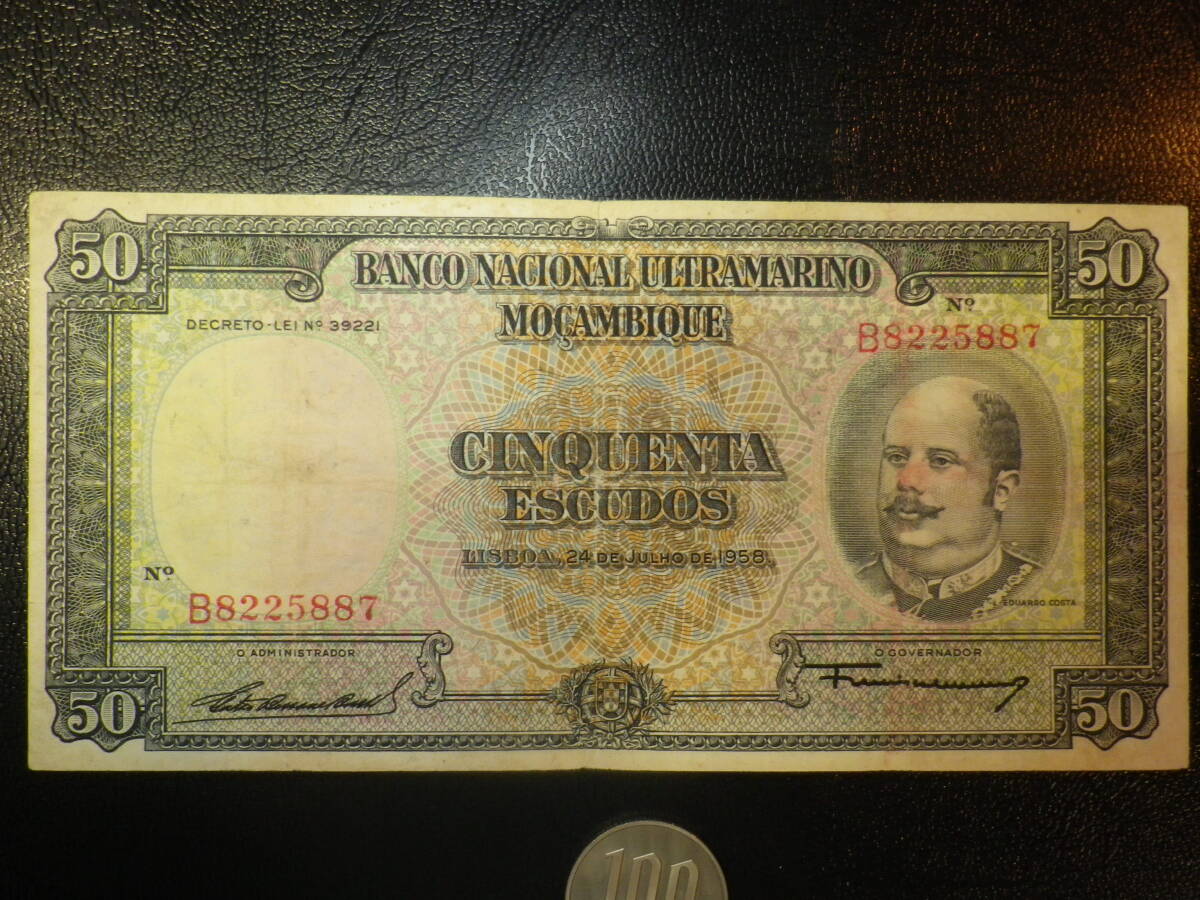 50 50
BANCO NACIONAL ULTRAMARINO
MOÇAMBIQUE
DECRETO-LEI Nº 39221
Nº
B8225887
CINQUENTA
ESCUDOS
LISBOA, 24 DE JULHO DE 1958
Nº
B8225887
EDUARDO COSTA
O ADMINISTRADOR
O GOVERNADOR
50 50
100